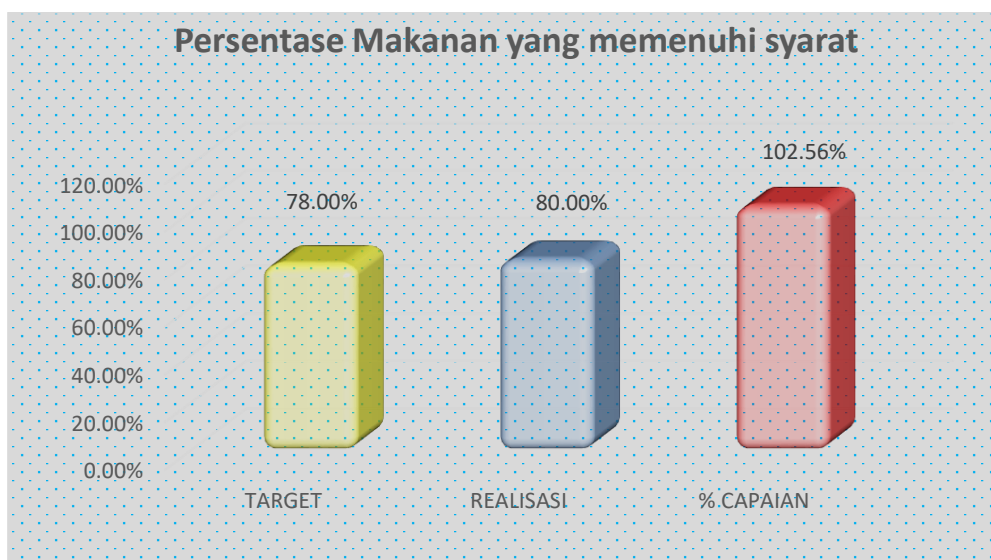 Persentase Makanan yang memenuhi syarat
102.56%
120.00%
78.00%
80.00%
100.00%
80.00%
60.00%
40.00%
20.00%
0.00%
TARGET
REALISASI
% CAPAIAN